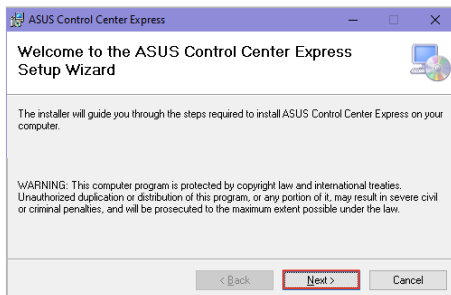 ASUS Control Center Express
Welcome to the ASUS Control Center Express
Setup Wizard
The installer will guide you through the steps required to install ASUS Control Center Express on your
computer.
WARNING: This computer program is protected by copyright law and international treaties.
Unauthorized duplication or distribution of this program, or any portion of it, may result in severe civil
or criminal penalties, and will be prosecuted to the maximum extent possible under the law.
< Back Next > Cancel